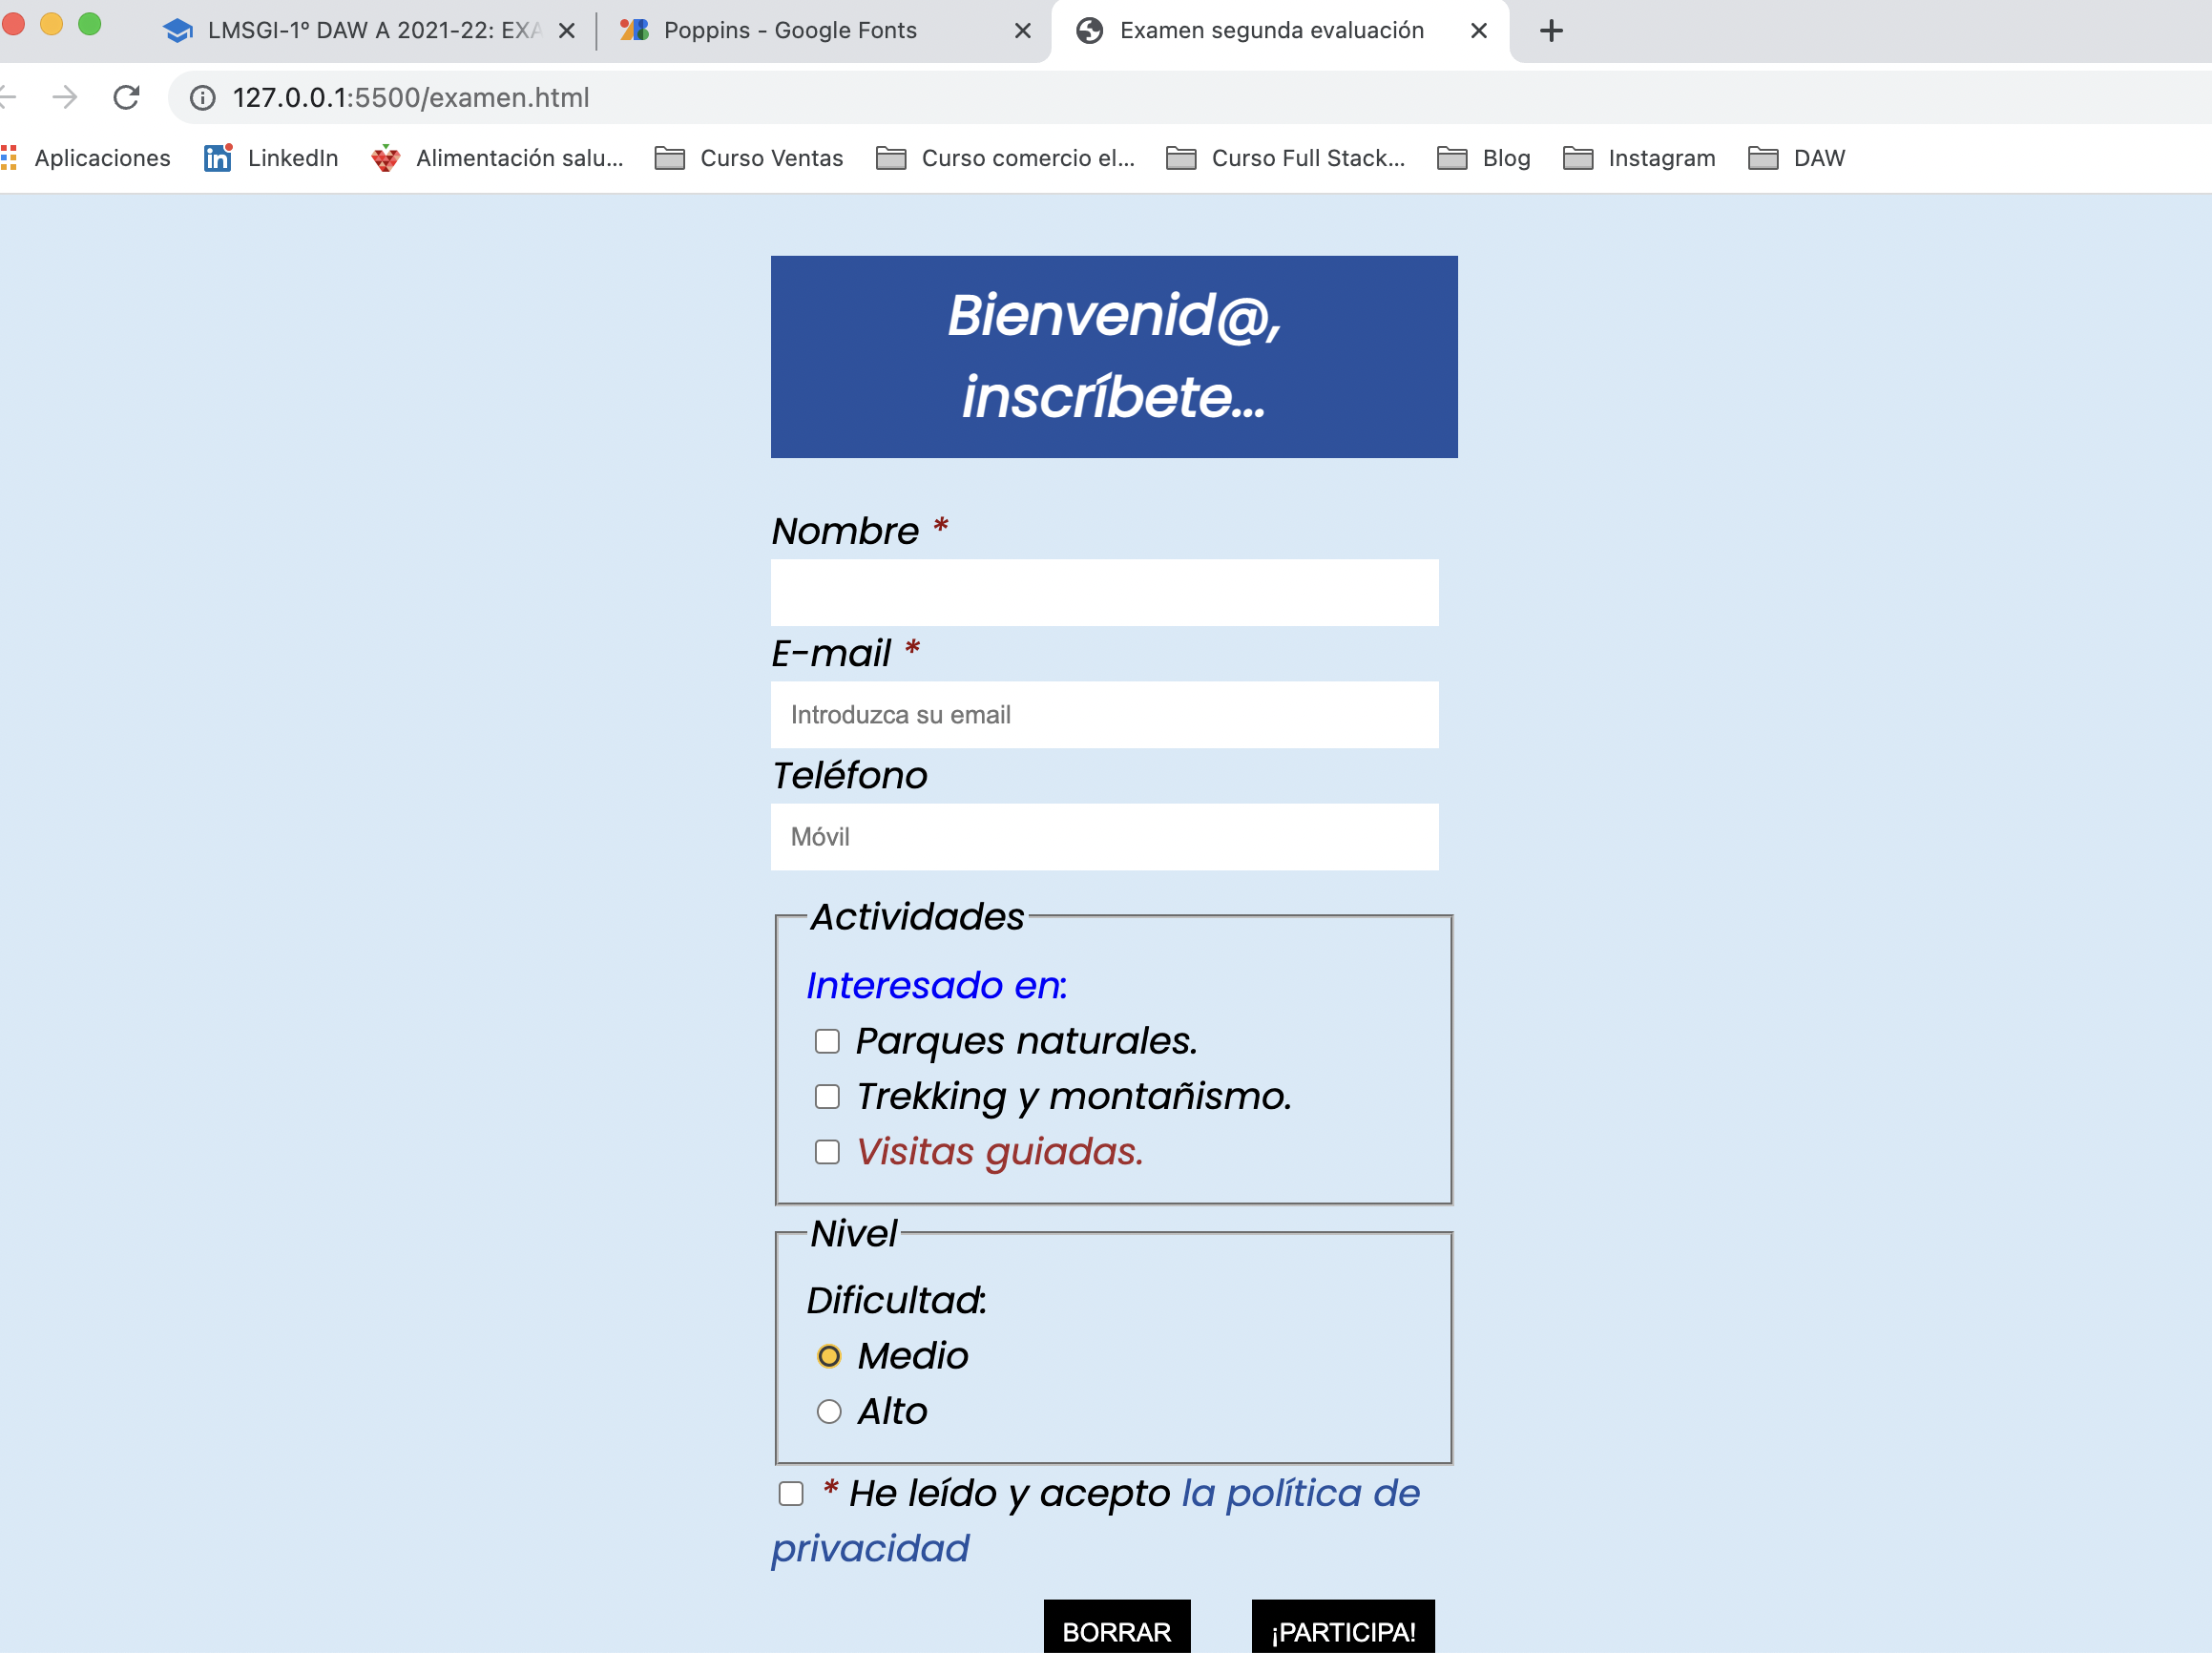 LMSGI-1º DAW A 2021-22: EXA
Poppins - Google Fonts
Examen segunda evaluación
127.0.0.1:5500/examen.html
Aplicaciones
LinkedIn
Alimentación salu...
Curso Ventas
Curso comercio el...
Curso Full Stack...
Blog
Instagram
DAW
Bienvenid@,
inscríbete...
Nombre *
E-mail *
Introduzca su email
Teléfono
Móvil
Actividades
Interesado en:
Parques naturales.
Trekking y montañismo.
Visitas guiadas.
Nivel
Dificultad:
Medio
Alto
* He leído y acepto la política de
privacidad
BORRAR
¡PARTICIPA!